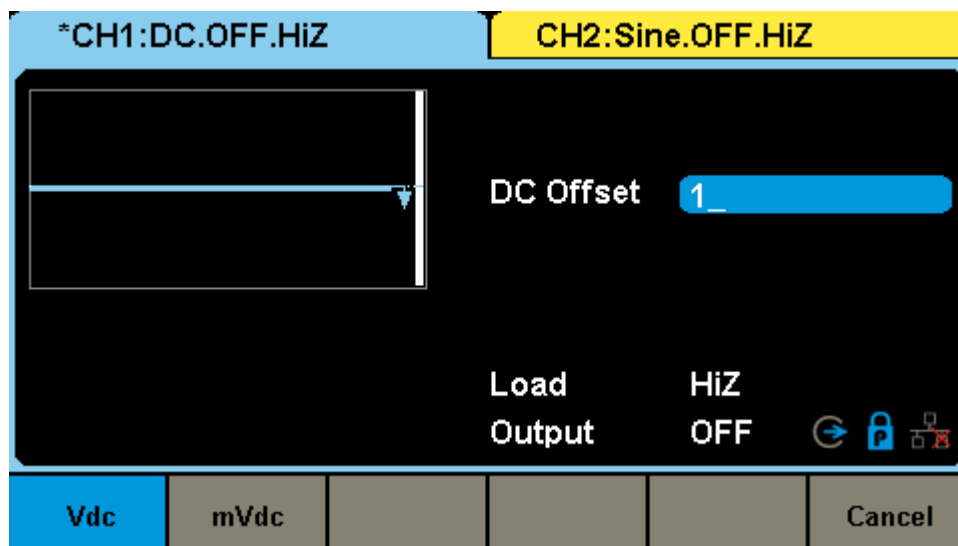 *CH1:DC.OFF.HiZ CH2:Sine.OFF.HiZ
DC Offset 1_
Load HiZ
Output OFF P
Vdc mVdc Cancel